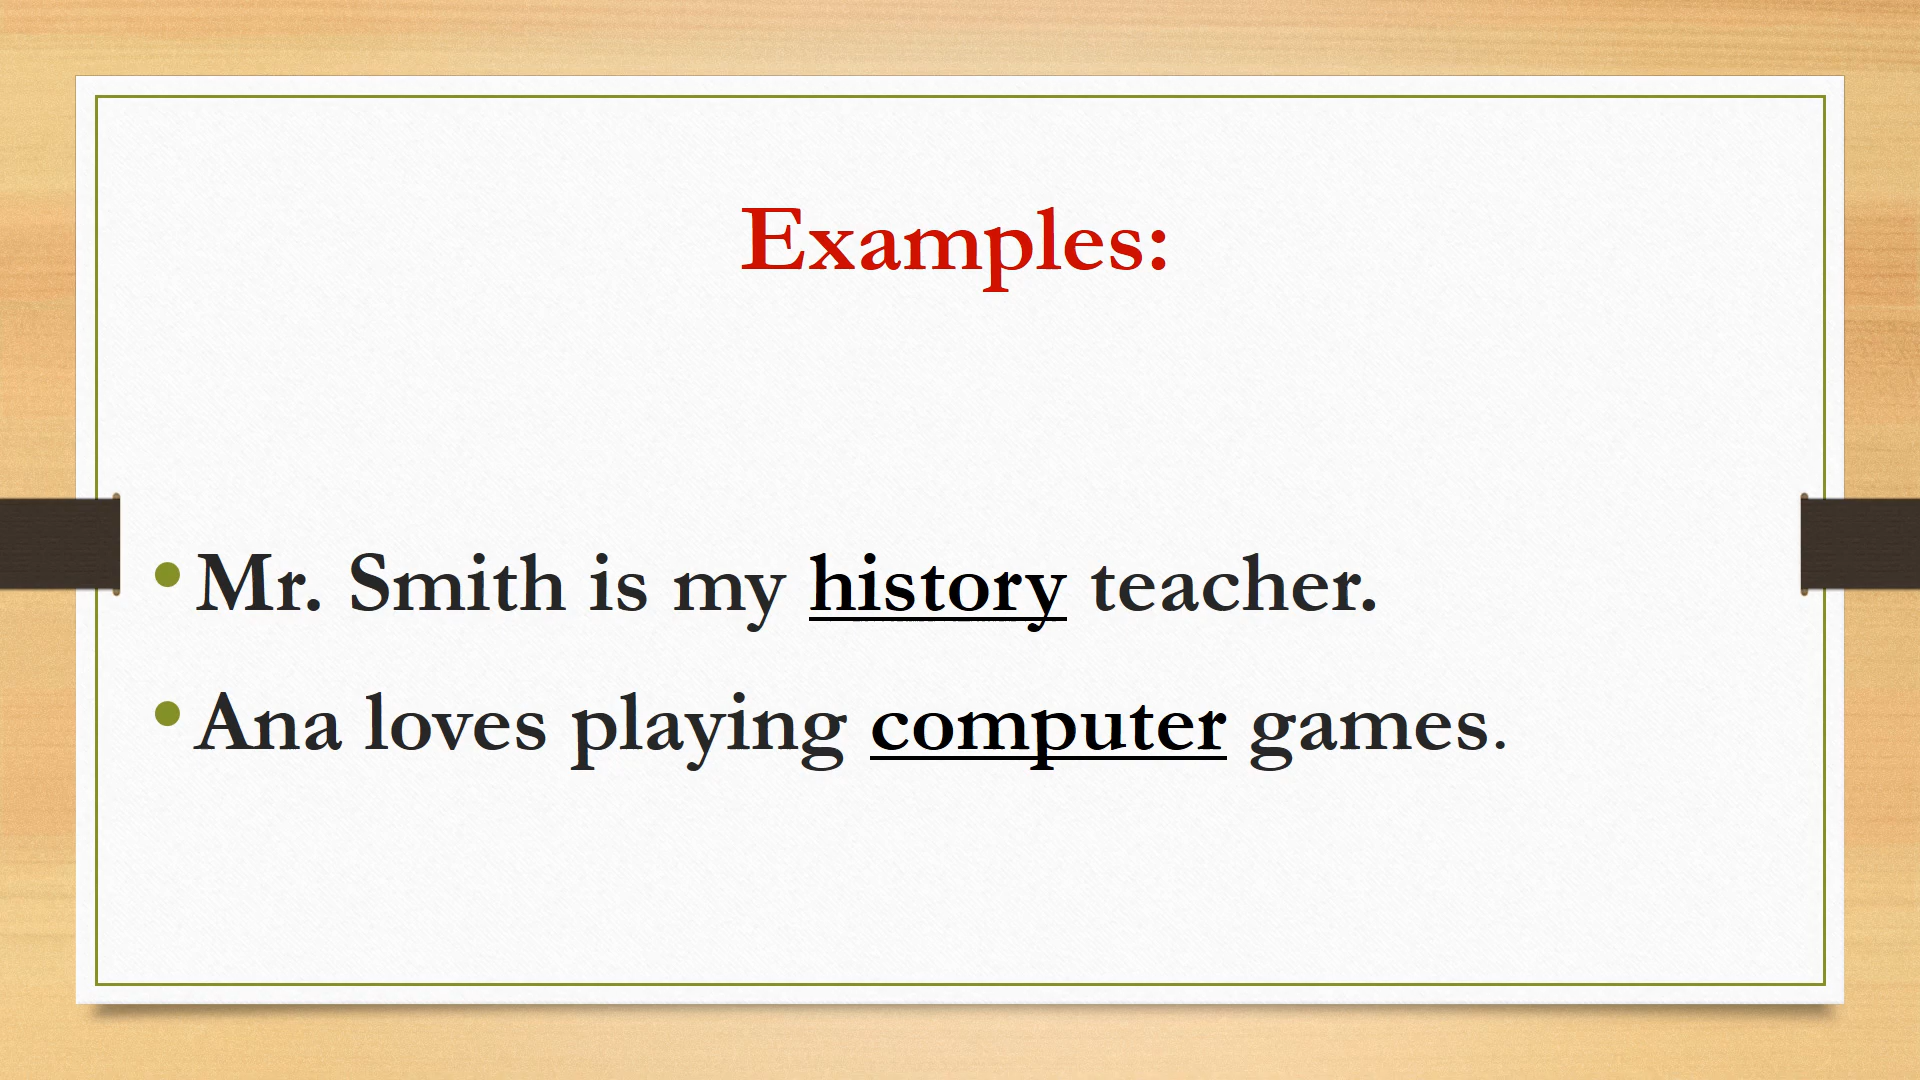 Examples:
• Mr. Smith is my history teacher.
• Ana loves playing computer games.